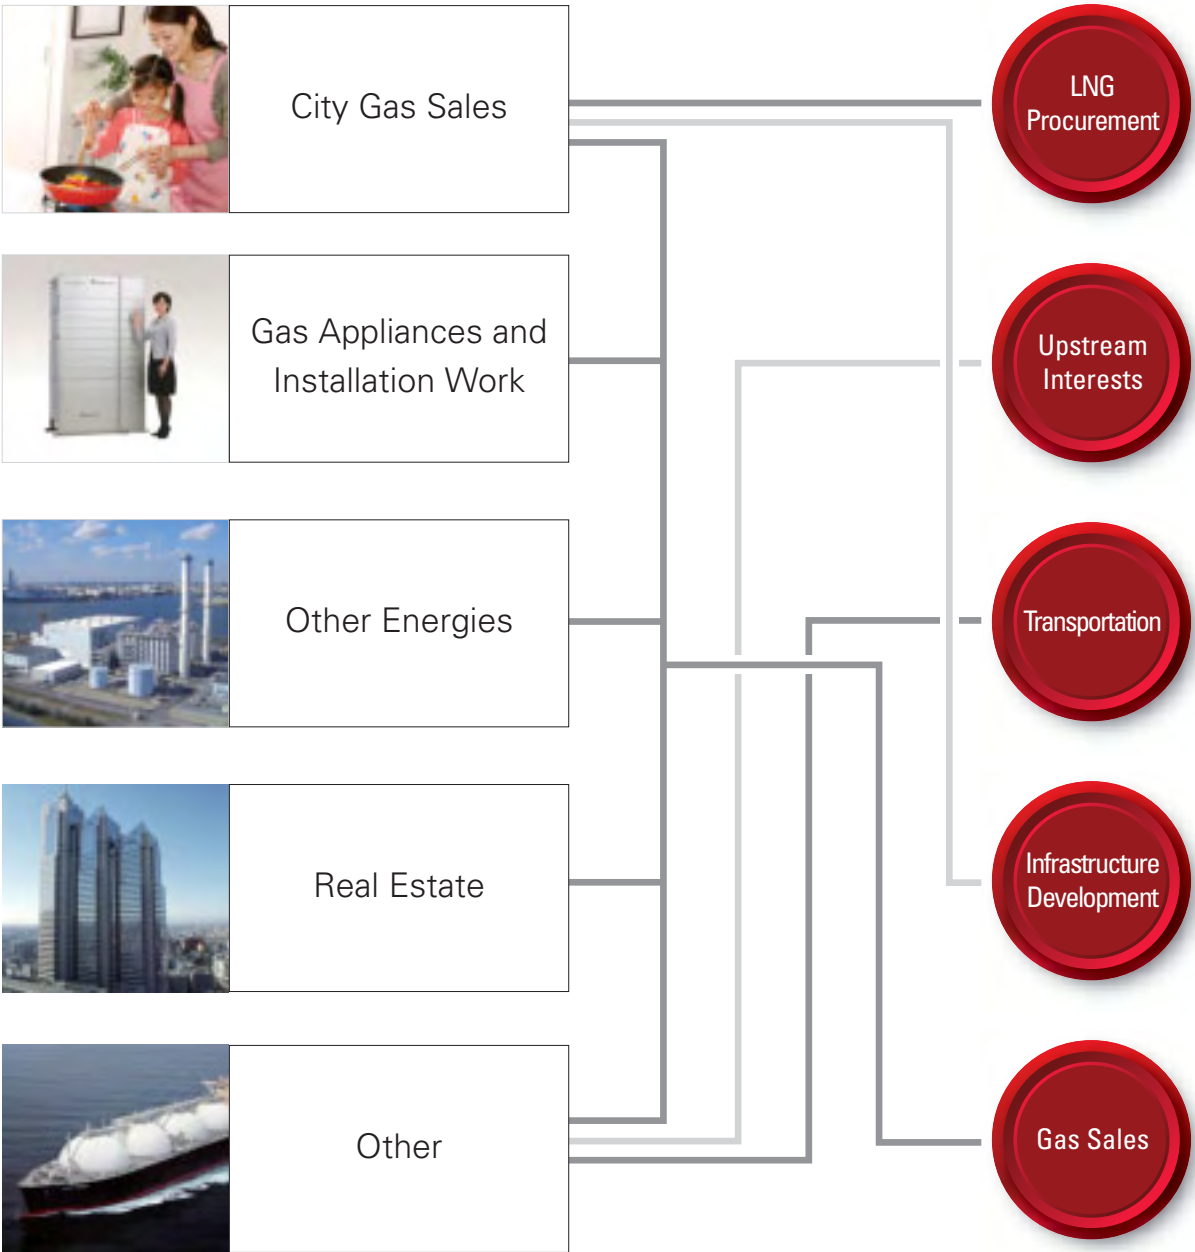 City Gas Sales
LNG
Procurement
Gas Appliances and
Installation Work
Upstream
Interests
Other Energies
Transportation
Real Estate
Infrastructure
Development
Other
Gas Sales